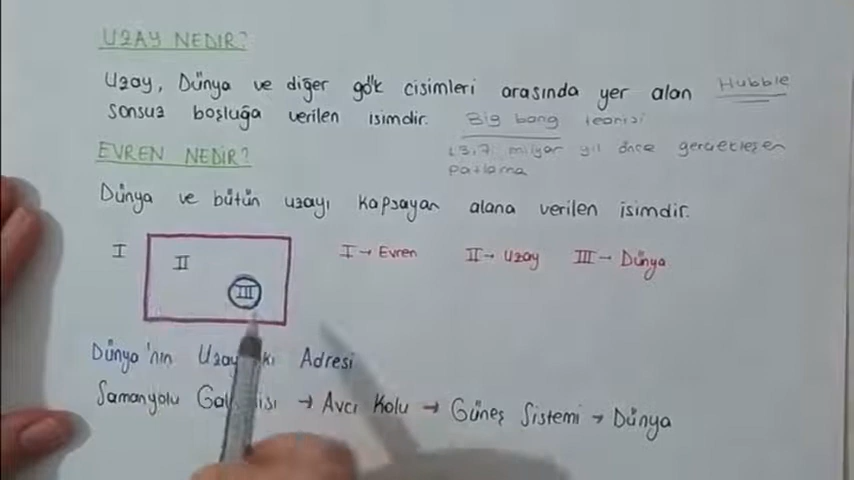 UZAY NEDİR?
Uzay, Dünya ve diğer gök cisimleri arasında yer alan Hubble
sonsuz boşluğa verilen isimdir. Big bang teorisi
13,7 milyar yıl önce gerçekleşen
patlama
EVREN NEDİR?
Dünya ve bütün uzayı kapsayan alana verilen isimdir.
I II III
I → Evren II → Uzay III → Dünya
Dünya'nın Adresi
Samanyolu → Avcı Kolu → Güneş Sistemi → Dünya